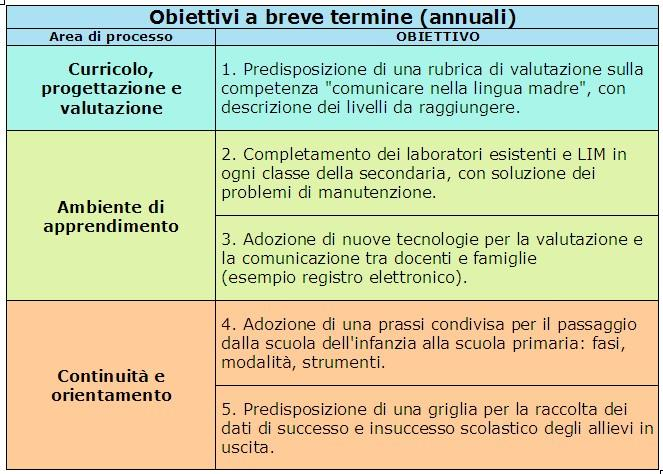 Obiettivi a breve termine (annuali)
Area di processo
OBIETTIVO
Curricolo,
progettazione e
valutazione
1. Predisposizione di una rubrica di valutazione sulla
competenza "comunicare nella lingua madre", con
descrizione dei livelli da raggiungere.
Ambiente di
apprendimento
2. Completamento dei laboratori esistenti e LIM in
ogni classe della secondaria, con soluzione dei
problemi di manutenzione.
3. Adozione di nuove tecnologie per la valutazione e
la comunicazione tra docenti e famiglie
(esempio registro elettronico).
Continuità e
orientamento
4. Adozione di una prassi condivisa per il passaggio
dalla scuola dell'infanzia alla scuola primaria: fasi,
modalità, strumenti.
5. Predisposizione di una griglia per la raccolta dei
dati di successo e insuccesso scolastico degli allievi in
uscita.